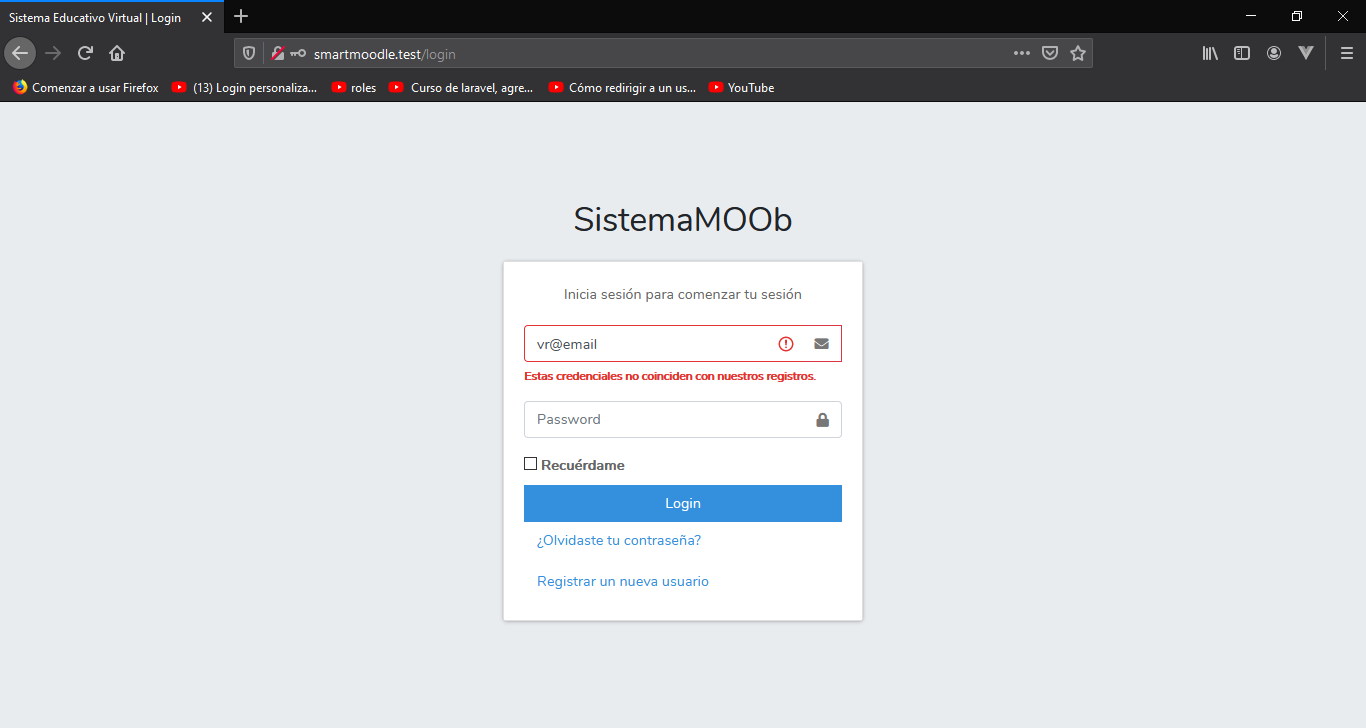 Sistema Educativo Virtual | Login
smartmoodle.test/login
Comenzar a usar Firefox (13) Login personaliza... roles Curso de laravel, agre... Cómo redirigir a un us... YouTube
SistemaMOOb
Inicia sesión para comenzar tu sesión
vr@email
Estas credenciales no coinciden con nuestros registros.
Password
Recuérdame
Login
¿Olvidaste tu contraseña?
Registrar un nueva usuario